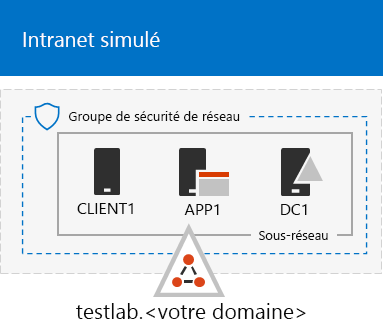 Intranet simulé
Groupe de sécurité de réseau
CLIENT1
APP1
DC1
Sous-réseau
testlab.<votre domaine>